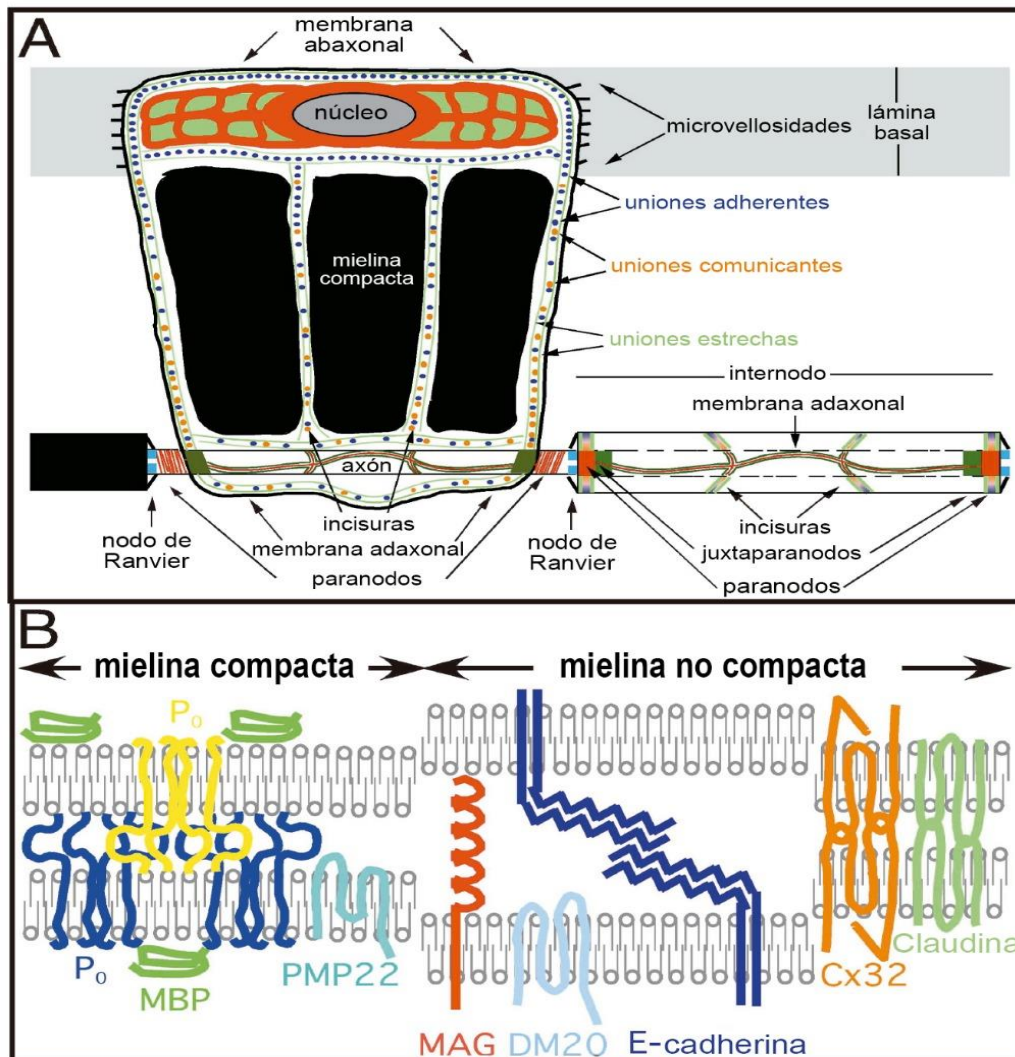 A
membrana
abaxonal
núcleo
microvellosidades
lámina
basal
uniones adherentes
mielina
compacta
uniones comunicantes
uniones estrechas
internodo
membrana adaxonal
axón
incisuras
membrana adaxonal
paranodos
nodo de
Ranvier
nodo de
Ranvier
incisuras
juxtaparanodos
paranodos
B
mielina compacta
mielina no compacta
P₀
P₀
MBP
PMP22
MAG
DM20
E-cadherina
Cx32
Claudina